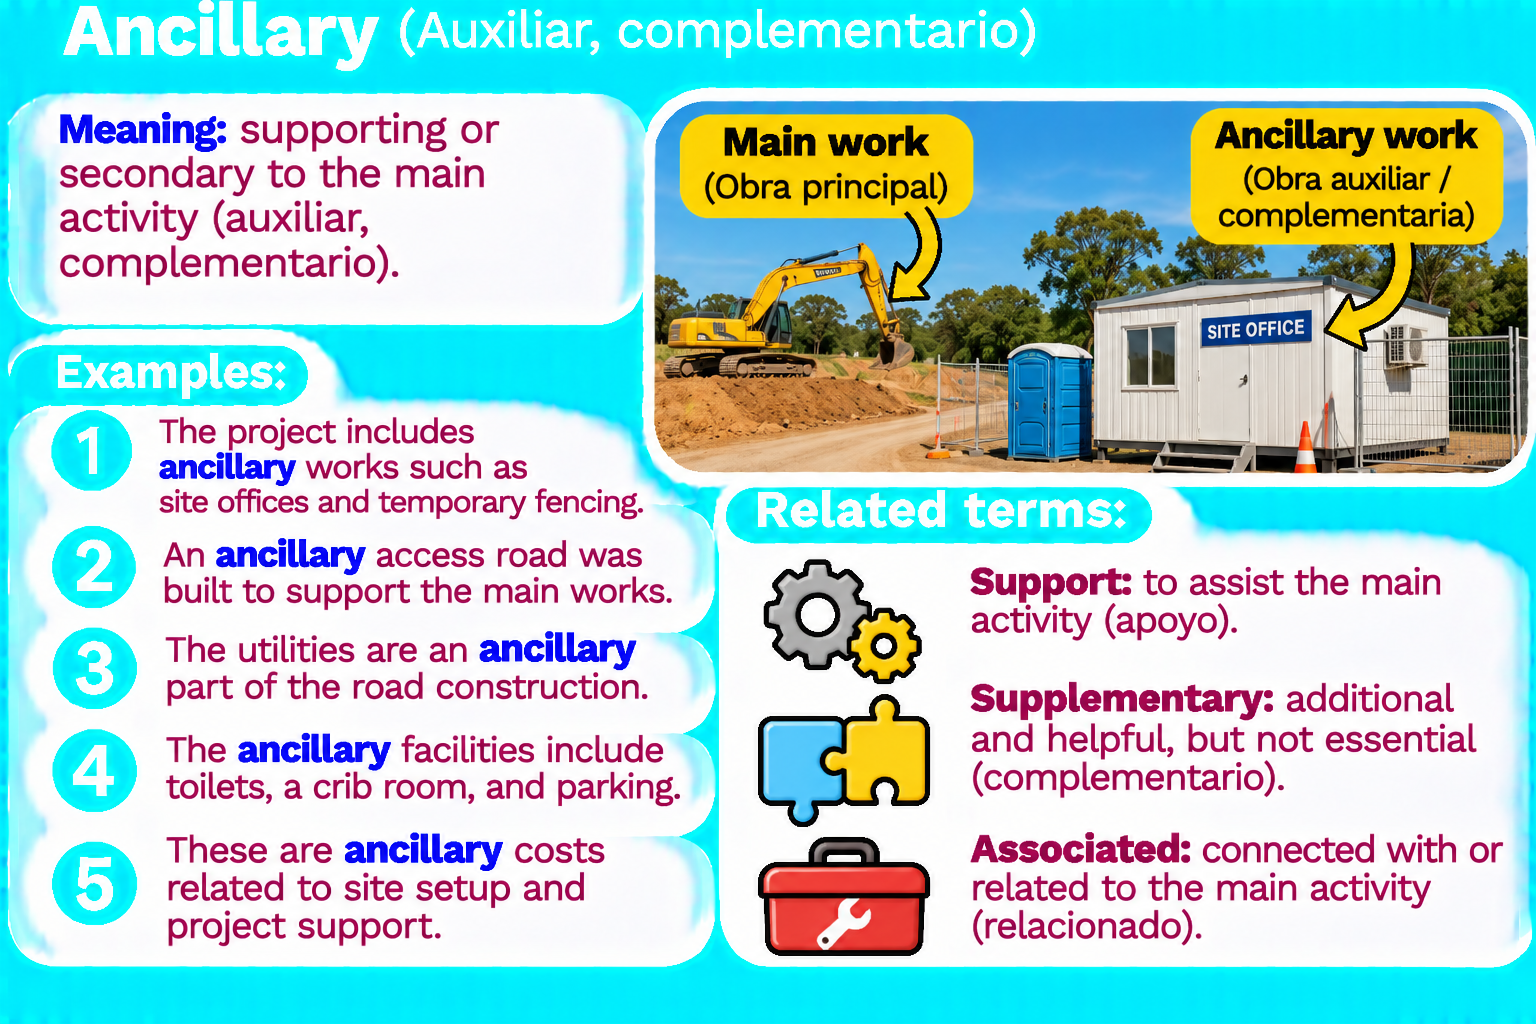 Ancillary (Auxiliar, complementario)
Meaning: supporting or
secondary to the main
activity (auxiliar,
complementario).
Main work
(Obra principal)
Ancillary work
(Obra auxiliar /
complementaria)
SITE OFFICE
Examples:
1
The project includes
ancillary works such as
site offices and temporary fencing.
2
An ancillary access road was
built to support the main works.
3
The utilities are an ancillary
part of the road construction.
4
The ancillary facilities include
toilets, a crib room, and parking.
5
These are ancillary costs
related to site setup and
project support.
Related terms:
Support: to assist the main
activity (apoyo).
Supplementary: additional
and helpful, but not essential
(complementario).
Associated: connected with or
related to the main activity
(relacionado).